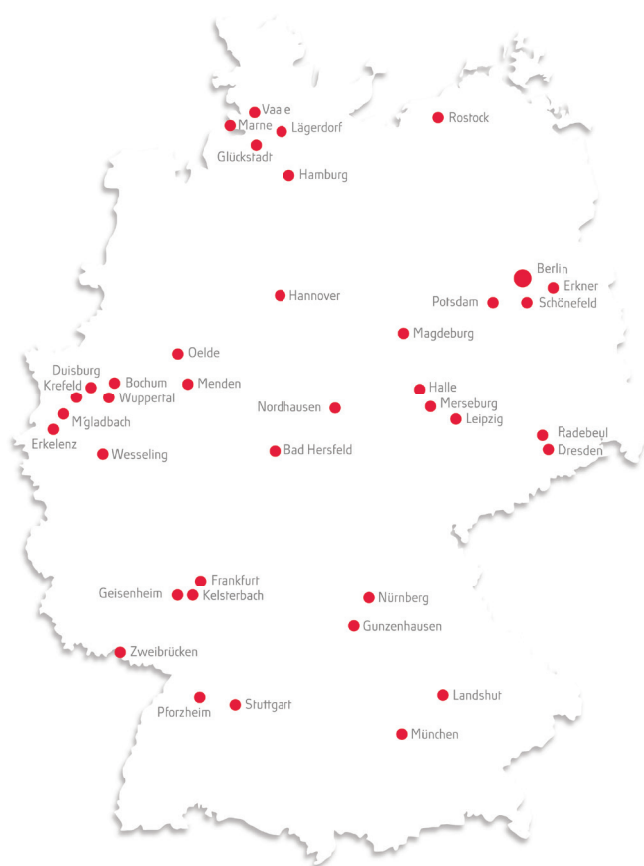 Vaale
Marne
Lägerdorf
Rostock
Glückstadt
Hamburg
Berlin
Erkner
Hannover
Potsdam
Schönefeld
Magdeburg
Oelde
Duisburg
Krefeld
Bochum
Menden
Halle
Wuppertal
Nordhausen
Merseburg
M'gladbach
Leipzig
Erkelenz
Radebeul
Wesseling
Bad Hersfeld
Dresden
Frankfurt
Geisenheim
Kelsterbach
Nürnberg
Gunzenhausen
Zweibrücken
Landshut
Pforzheim
Stuttgart
München